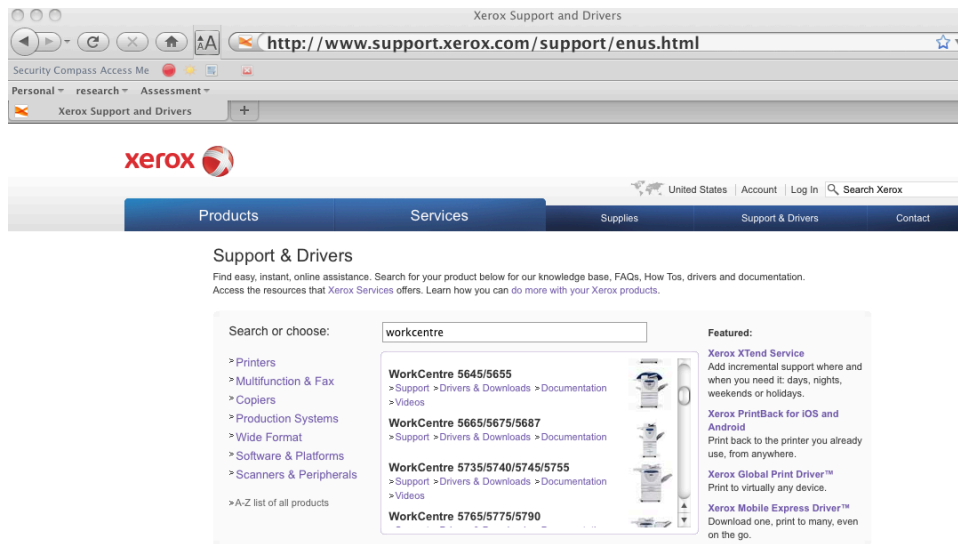 Xerox Support and Drivers
http://www.support.xerox.com/support/enus.html
Security Compass Access Me
Personal research Assessment
Xerox Support and Drivers +
xerox
United States | Account | Log In Search Xerox
Products Services Supplies Support & Drivers Contact
Support & Drivers
Find easy, instant, online assistance. Search for your product below for our knowledge base, FAQs, How Tos, drivers and documentation.
Access the resources that Xerox Services offers. Learn how you can do more with your Xerox products.
Search or choose:
> Printers
> Multifunction & Fax
> Copiers
> Production Systems
> Wide Format
> Software & Platforms
> Scanners & Peripherals
> A-Z list of all products
workcentre
WorkCentre 5645/5655
> Support > Drivers & Downloads > Documentation
> Videos
WorkCentre 5665/5675/5687
> Support > Drivers & Downloads > Documentation
WorkCentre 5735/5740/5745/5755
> Support > Drivers & Downloads > Documentation
> Videos
WorkCentre 5765/5775/5790
Featured:
Xerox XTend Service
Add incremental support where and
when you need it: days, nights,
weekends or holidays.
Xerox PrintBack for iOS and
Android
Print back to the printer you already
use, from anywhere.
Xerox Global Print Driver™
Print to virtually any device.
Xerox Mobile Express Driver™
Download one, print to many, even
on the go.